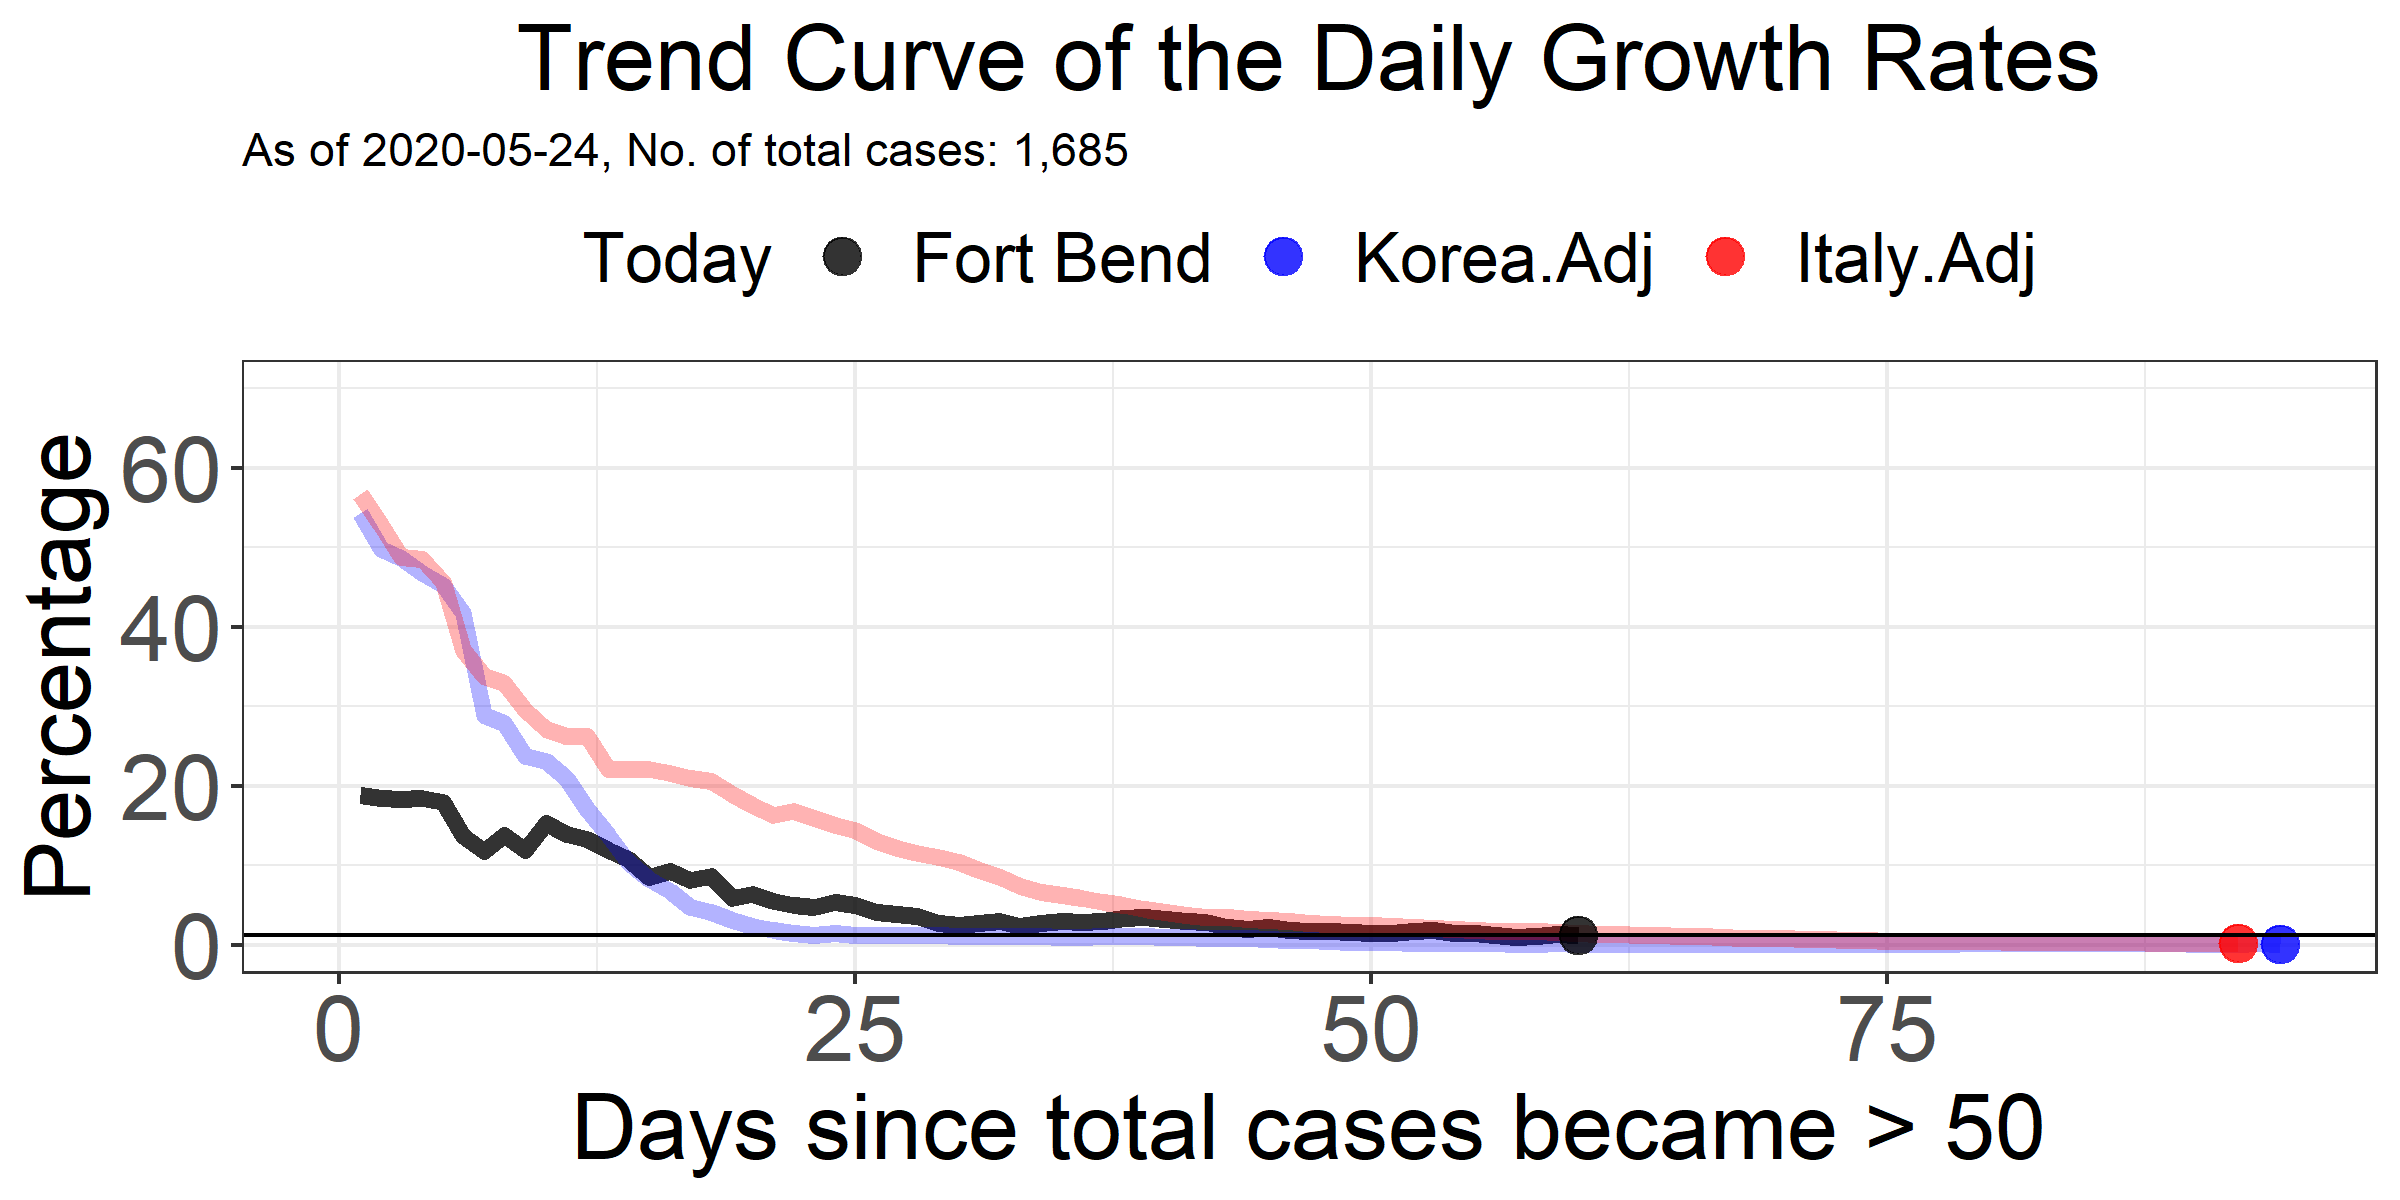 Trend Curve of the Daily Growth Rates
As of 2020-05-24, No. of total cases: 1,685
Today Fort Bend Korea.Adj Italy.Adj
Percentage
60
40
20
0
0 25 50 75
Days since total cases became > 50